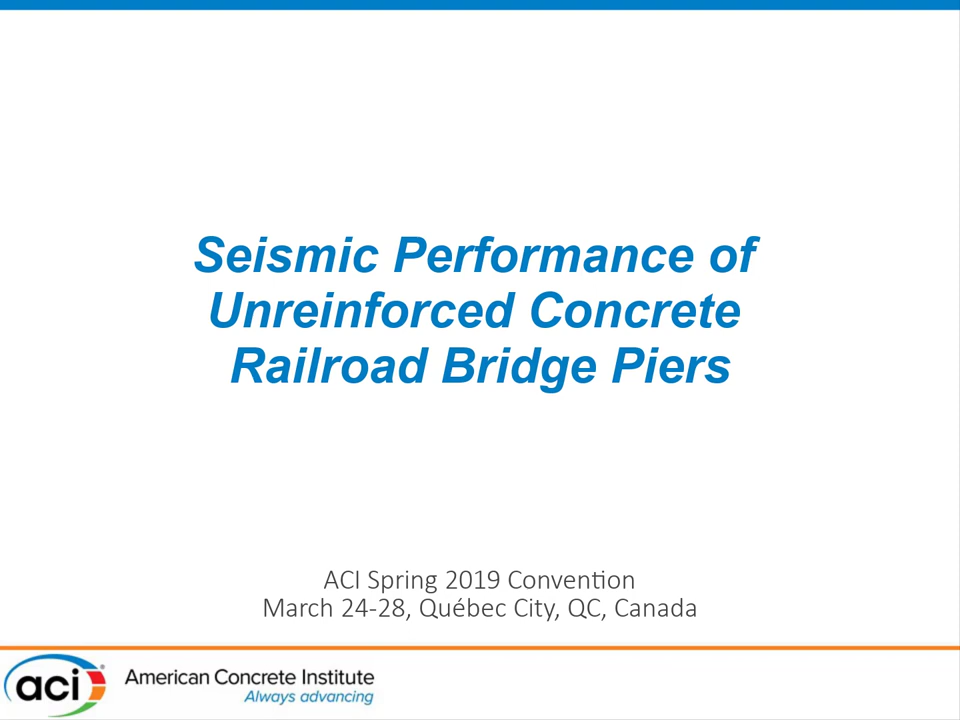 Seismic Performance of
Unreinforced Concrete
Railroad Bridge Piers
ACI Spring 2019 Convention
March 24-28, Québec City, QC, Canada
aci
American Concrete Institute
Always advancing